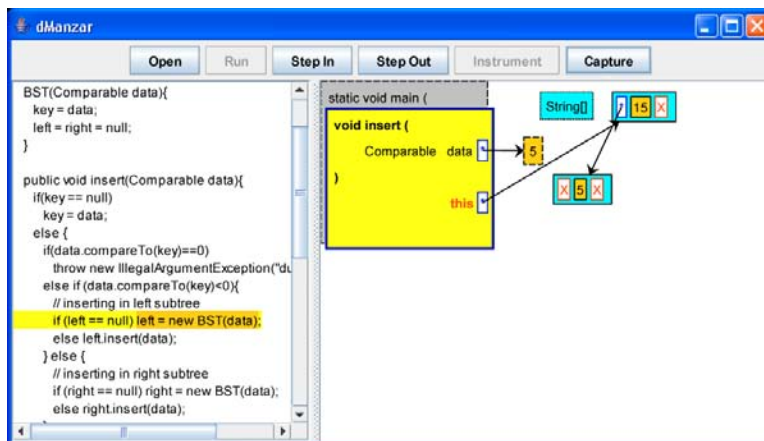 dManzar
Open Run Step In Step Out Instrument Capture
BST(Comparable data){
key = data;
left = right = null;
}
public void insert(Comparable data){
if(key == null)
key = data;
else {
if(data.compareTo(key)==0)
throw new IllegalArgumentException("du
else if (data.compareTo(key)<0){
// inserting in left subtree
if (left == null) left = new BST(data);
else left.insert(data);
} else {
// inserting in right subtree
if (right == null) right = new BST(data);
else right.insert(data);
}
static void main (
void insert (
Comparable data
)
this
5
String[]
15 X
X 5 X